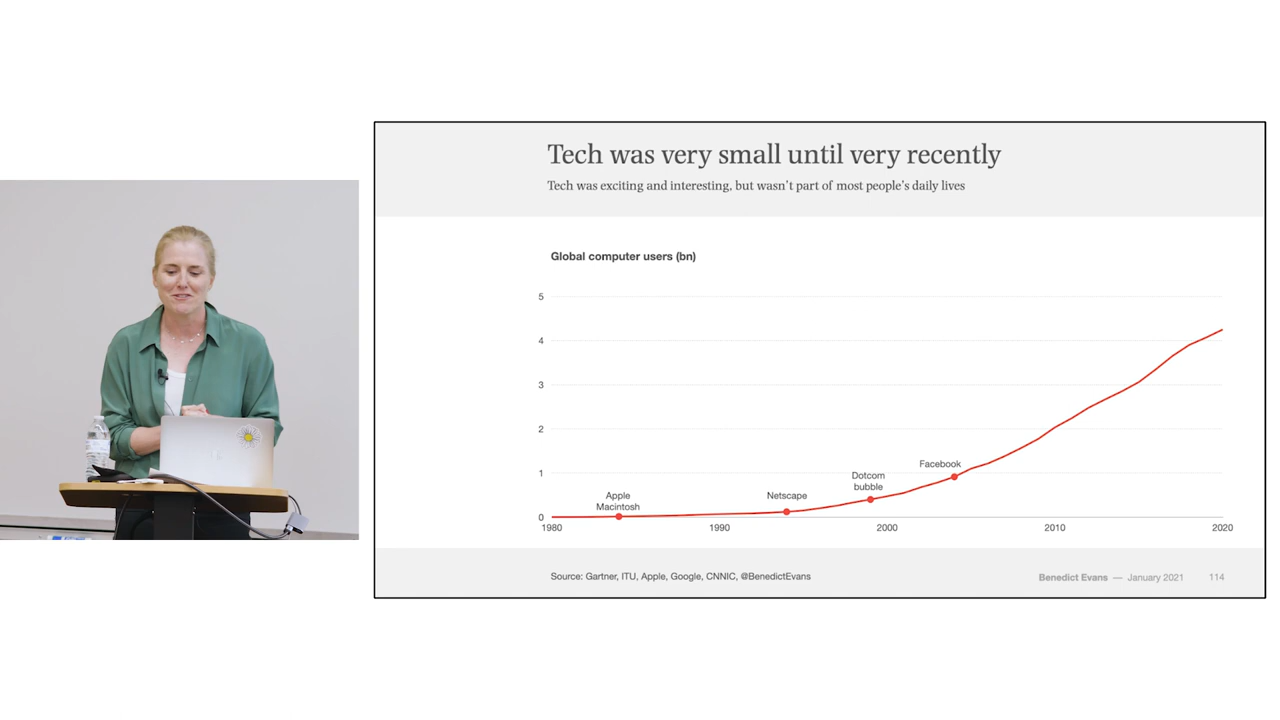 Tech was very small until very recently
Tech was exciting and interesting, but wasn't part of most people's daily lives
Global computer users (bn)
5
4
3
2
1
0
Apple
Macintosh
Netscape
Dotcom
bubble
Facebook
1980
1990
2000
2010
2020
Source: Gartner, ITU, Apple, Google, CNNIC, @BenedictEvans
Benedict Evans — January 2021 114